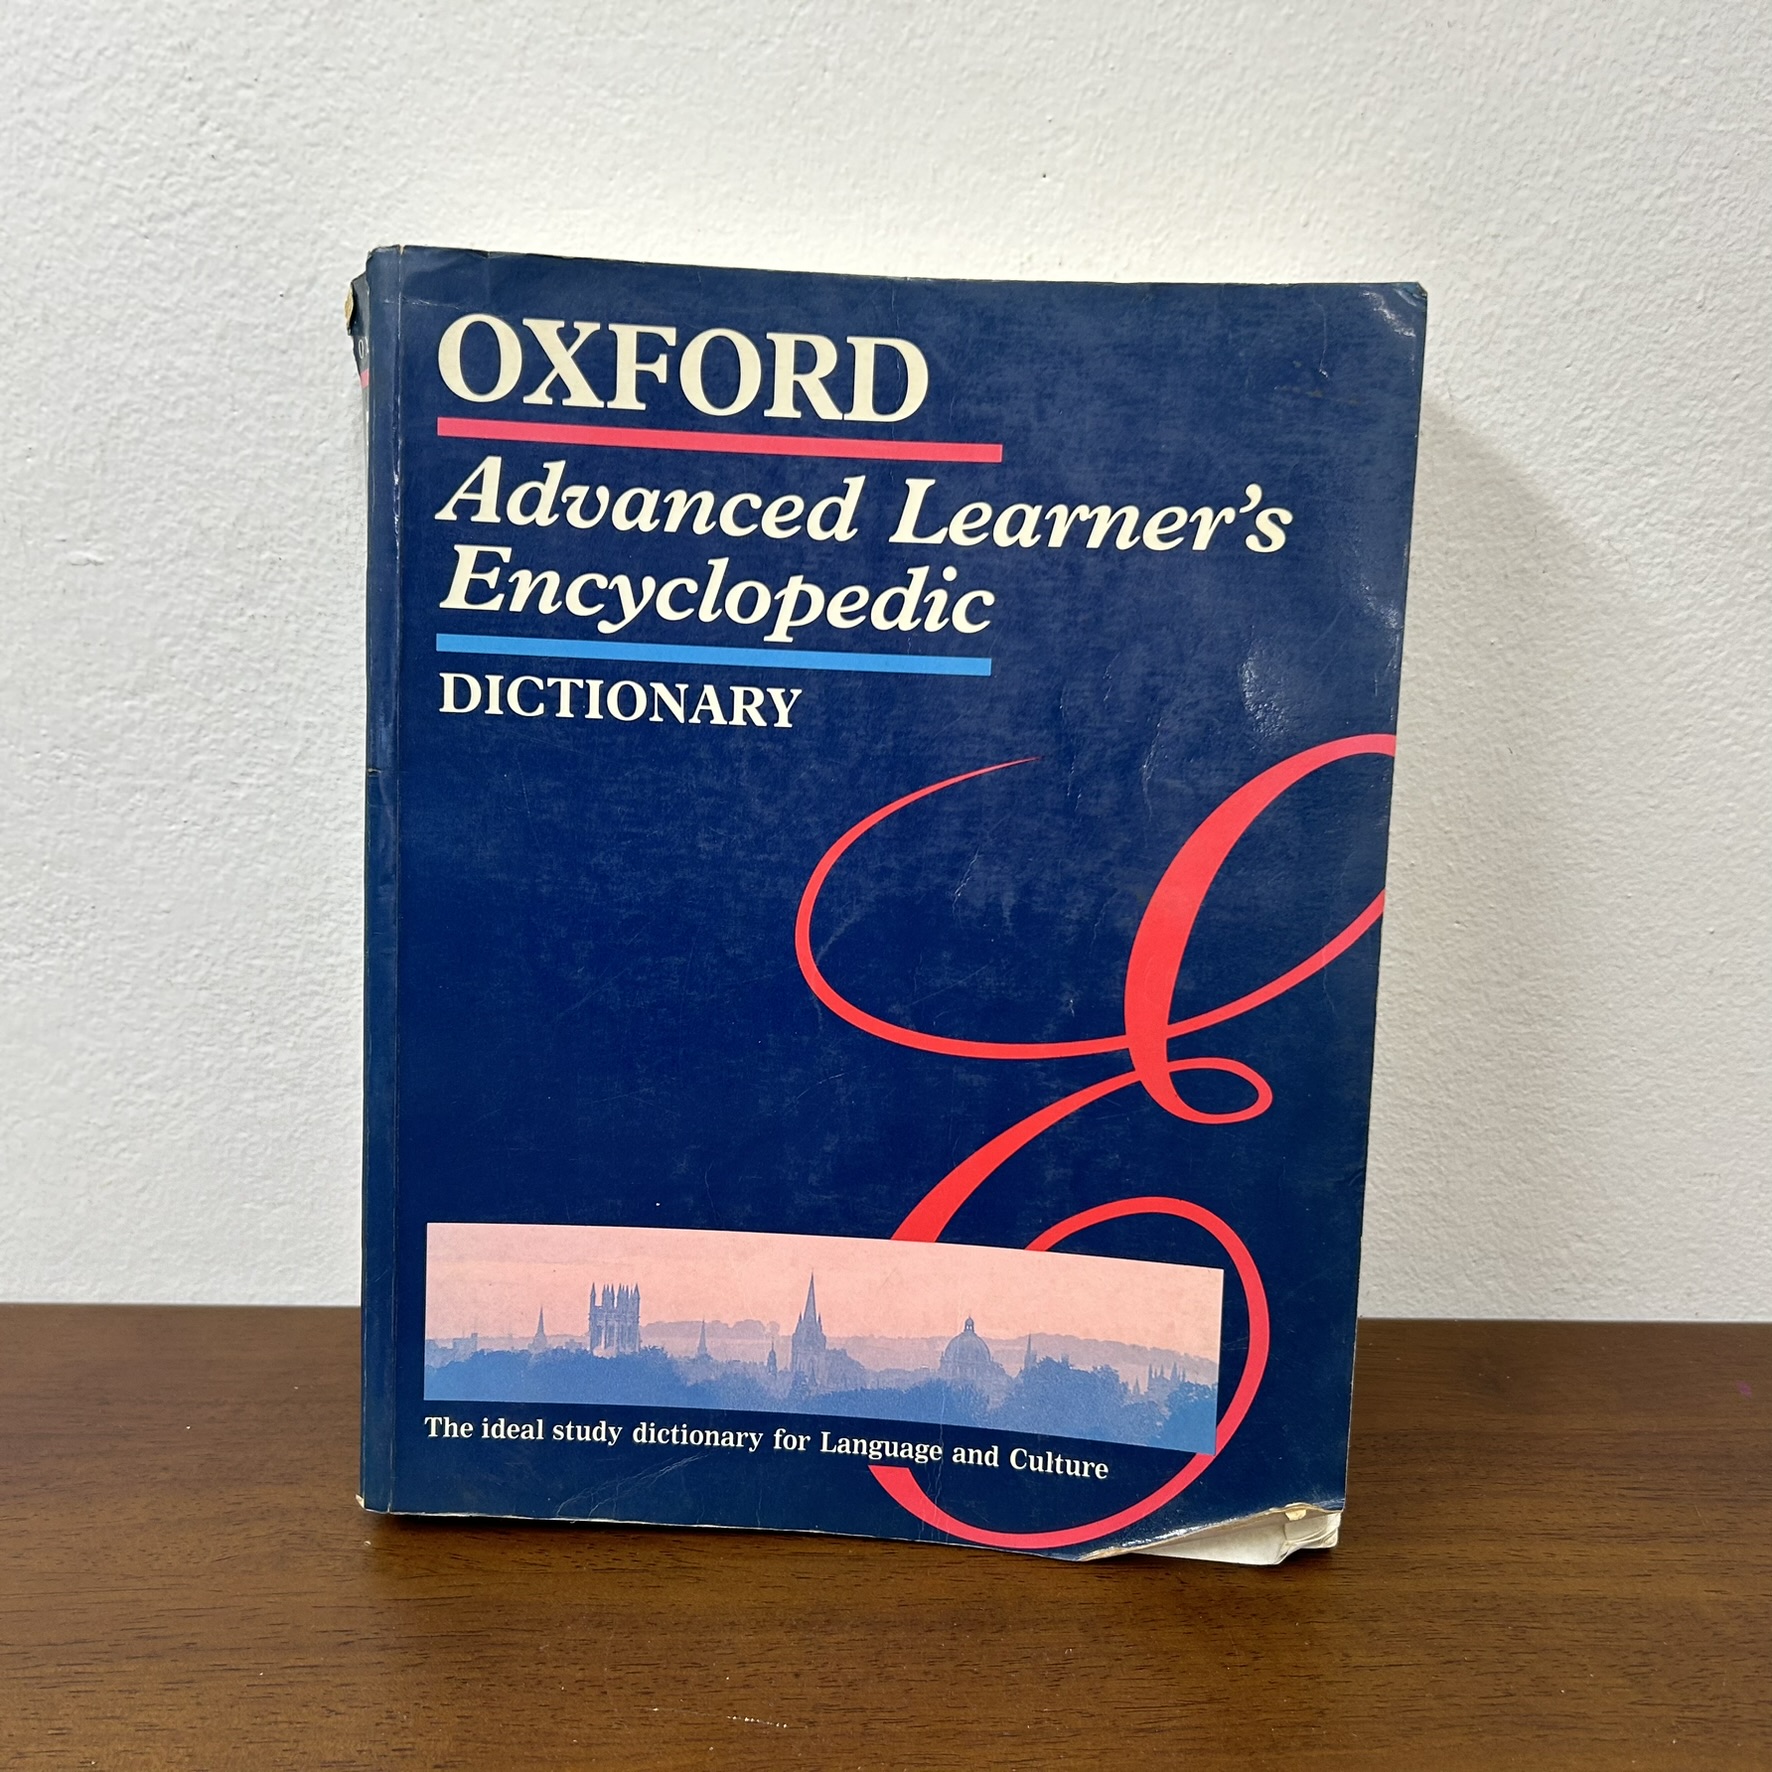 OXFORD
Advanced Learner's
Encyclopedic
DICTIONARY
The ideal study dictionary for Language and Culture